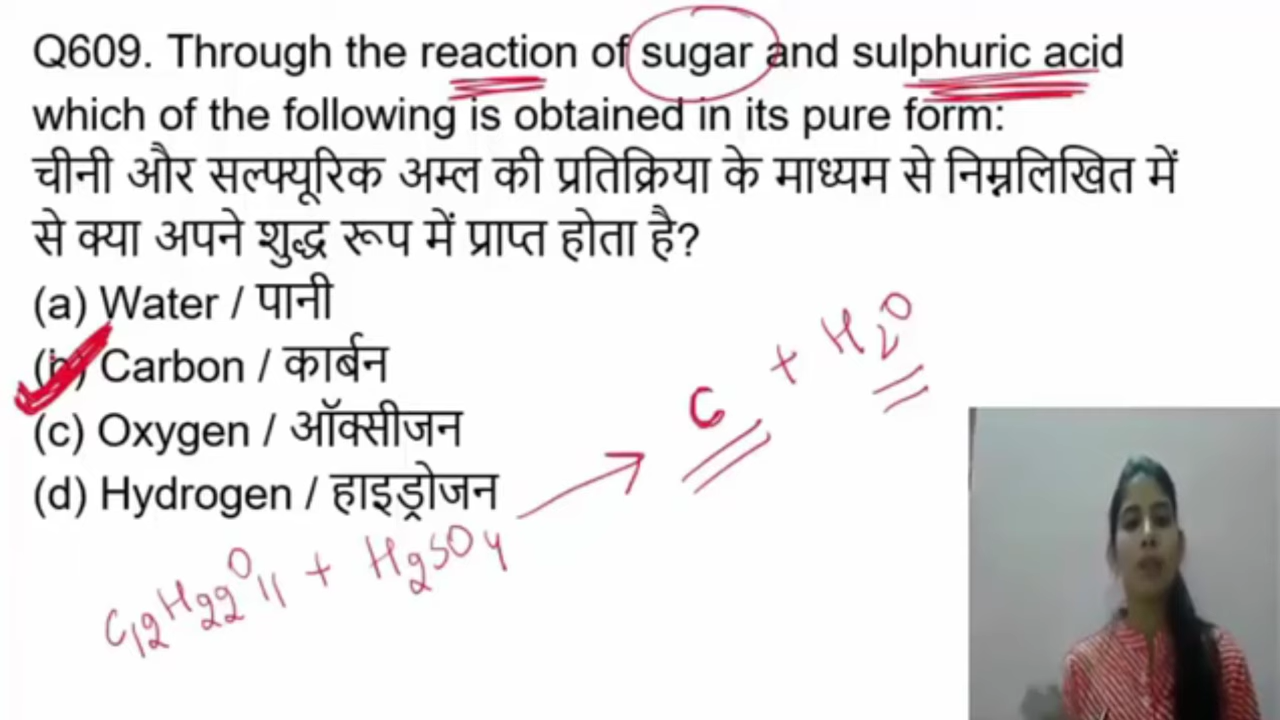 Q609. Through the reaction of sugar and sulphuric acid
which of the following is obtained in its pure form:
चीनी और सल्फ्यूरिक अम्ल की प्रतिक्रिया के माध्यम से निम्नलिखित में
से क्या अपने शुद्ध रूप में प्राप्त होता है?
(a) Water / पानी
(b) Carbon / कार्बन
(c) Oxygen / ऑक्सीजन
(d) Hydrogen / हाइड्रोजन
C12H22O11 + H2SO4 → C + H2O